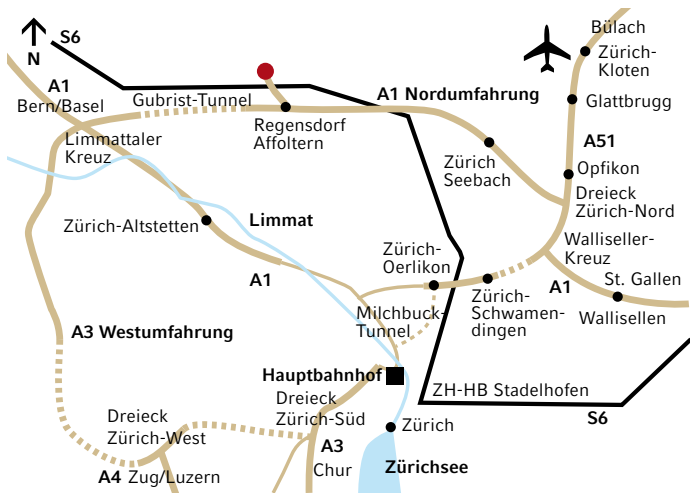 S6
N
A1
Bern/Basel
Gubrist-Tunnel
A1 Nordumfahrung
Bülach
Zürich-
Kloten
Glattbrugg
A51
Limmattaler
Kreuz
Regensdorf
Affoltern
Zürich
Seebach
Opfikon
Dreieck
Zürich-Nord
Zürich-Altstetten
Limmat
Zürich-
Oerlikon
Walliseller-
Kreuz
A1
St. Gallen
A1
Wallisellen
Zürich-
Schwamen-
dingen
Milchbuck-
Tunnel
A3 Westumfahrung
Hauptbahnhof
ZH-HB Stadelhofen
S6
Dreieck
Zürich-Süd
Dreieck
Zürich-West
Zürich
A3
Chur
Zürichsee
A4 Zug/Luzern